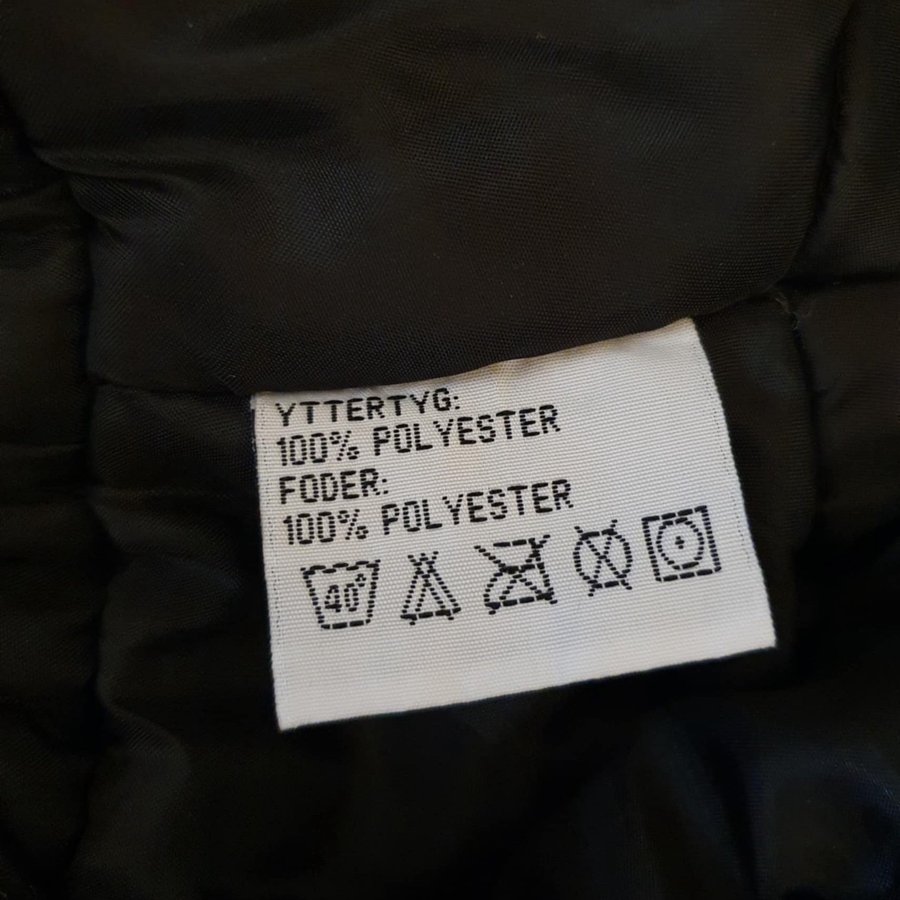 YTTERTYG:
100% POLYESTER
FODER:
100% POLYESTER
40°